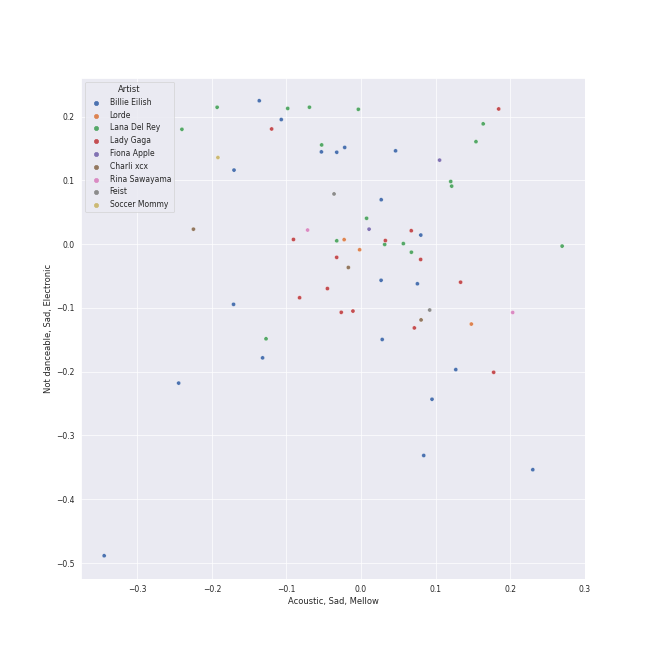 Artist
Billie Eilish
Lorde
Lana Del Rey
Lady Gaga
Fiona Apple
Charli xcx
Rina Sawayama
Feist
Soccer Mommy
Not danceable, Sad, Electronic
0.2
0.1
0.0
−0.1
−0.2
−0.3
−0.4
−0.5
−0.3 −0.2 −0.1 0.0 0.1 0.2 0.3
Acoustic, Sad, Mellow